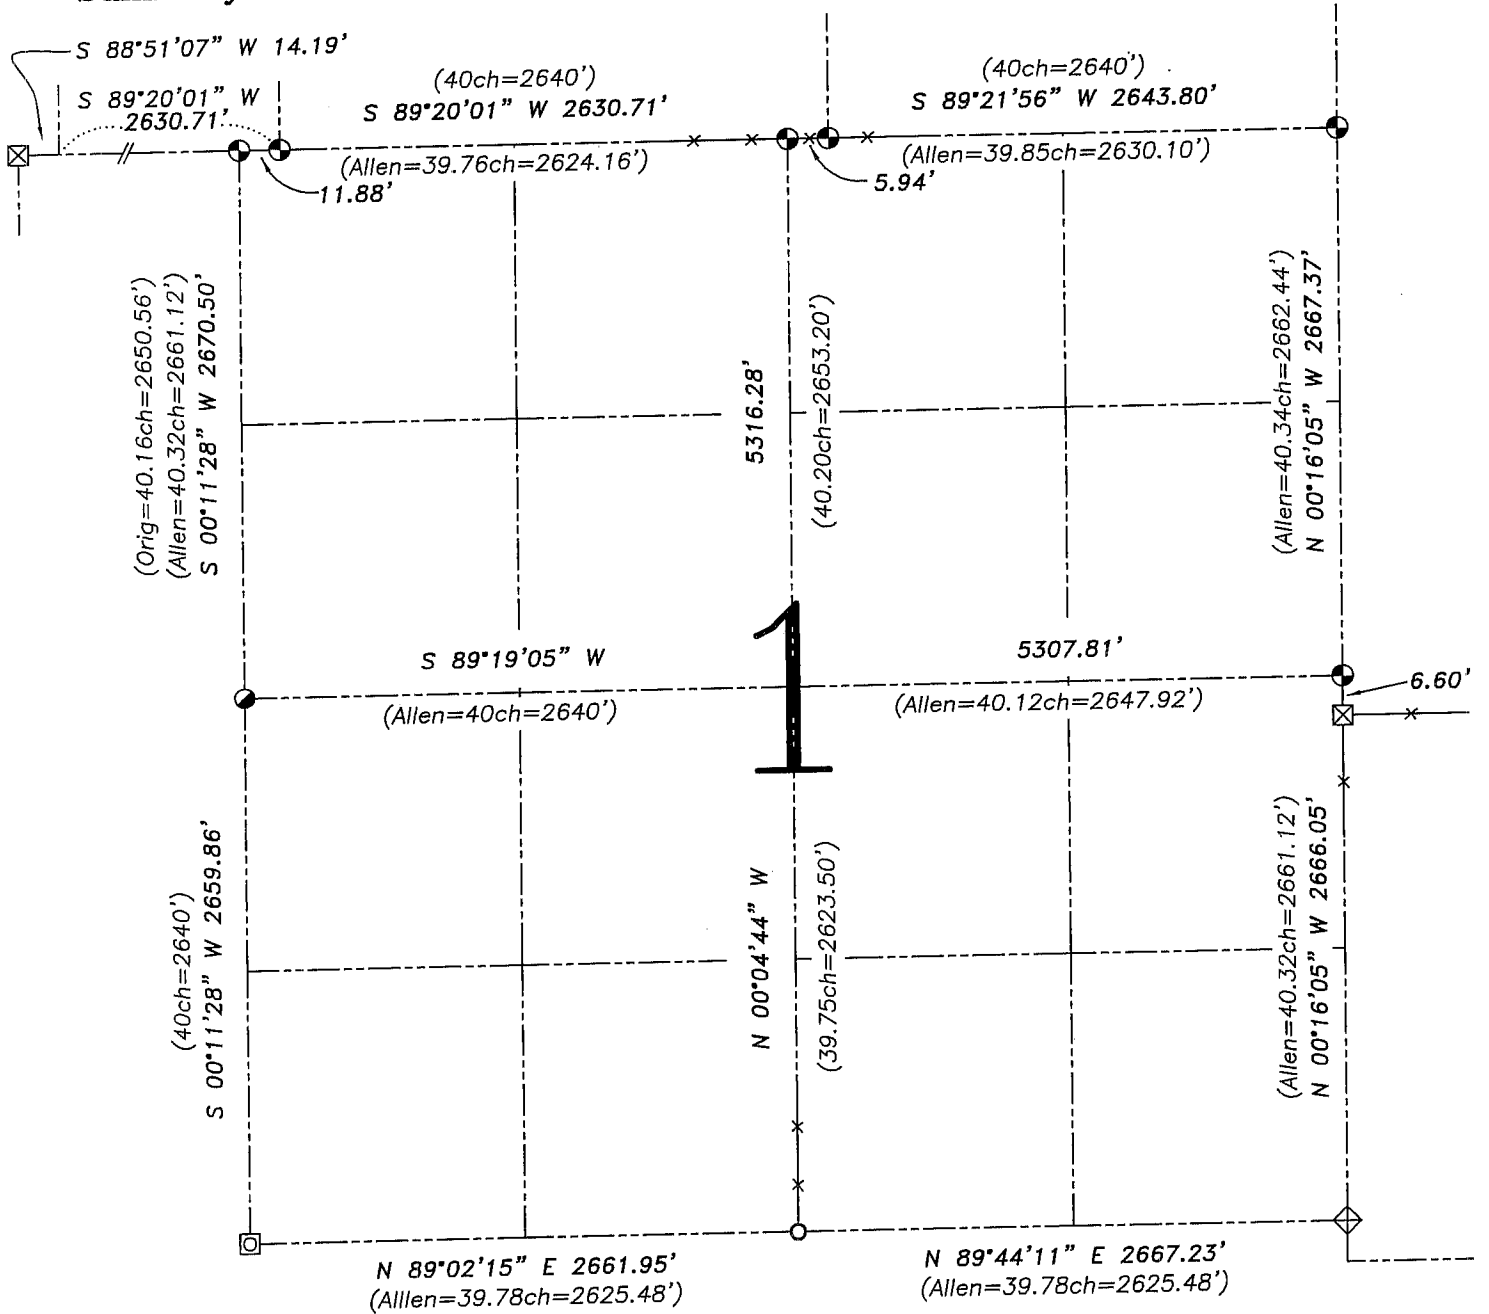 S 88°51'07" W 14.19'
S 89°20'01" W
2630.71'
(40ch=2640')
S 89°20'01" W 2630.71'
(Allen=39.76ch=2624.16')
11.88'
(40ch=2640')
S 89°21'56" W 2643.80'
(Allen=39.85ch=2630.10')
5.94'
(Orig=40.16ch=2650.56')
(Allen=40.32ch=2661.12')
S 00°11'28" W 2670.50'
5316.28'
(40.20ch=2653.20')
(Allen=40.34ch=2662.44')
N 00°16'05" W 2667.37'
1
S 89°19'05" W
5307.81'
(Allen=40ch=2640')
(Allen=40.12ch=2647.92')
6.60'
(40ch=2640')
S 00°11'28" W 2659.86'
N 00°04'44" W
(39.75ch=2623.50')
(Allen=40.32ch=2661.12')
N 00°16'05" W 2666.05'
N 89°02'15" E 2661.95'
(Alllen=39.78ch=2625.48')
N 89°44'11" E 2667.23'
(Allen=39.78ch=2625.48')